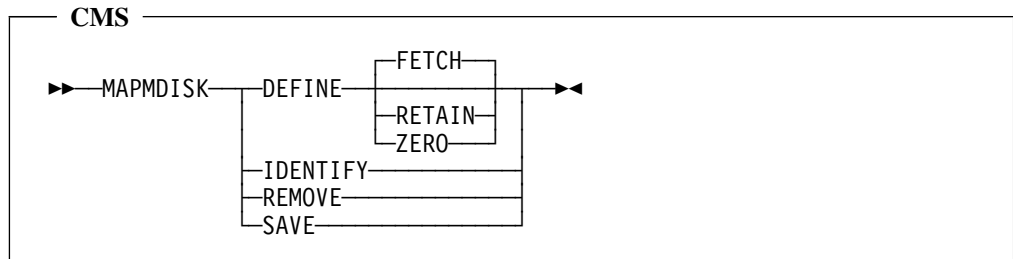 CMS
FETCH
MAPMDISK DEFINE
RETAIN
ZERO
IDENTIFY
REMOVE
SAVE